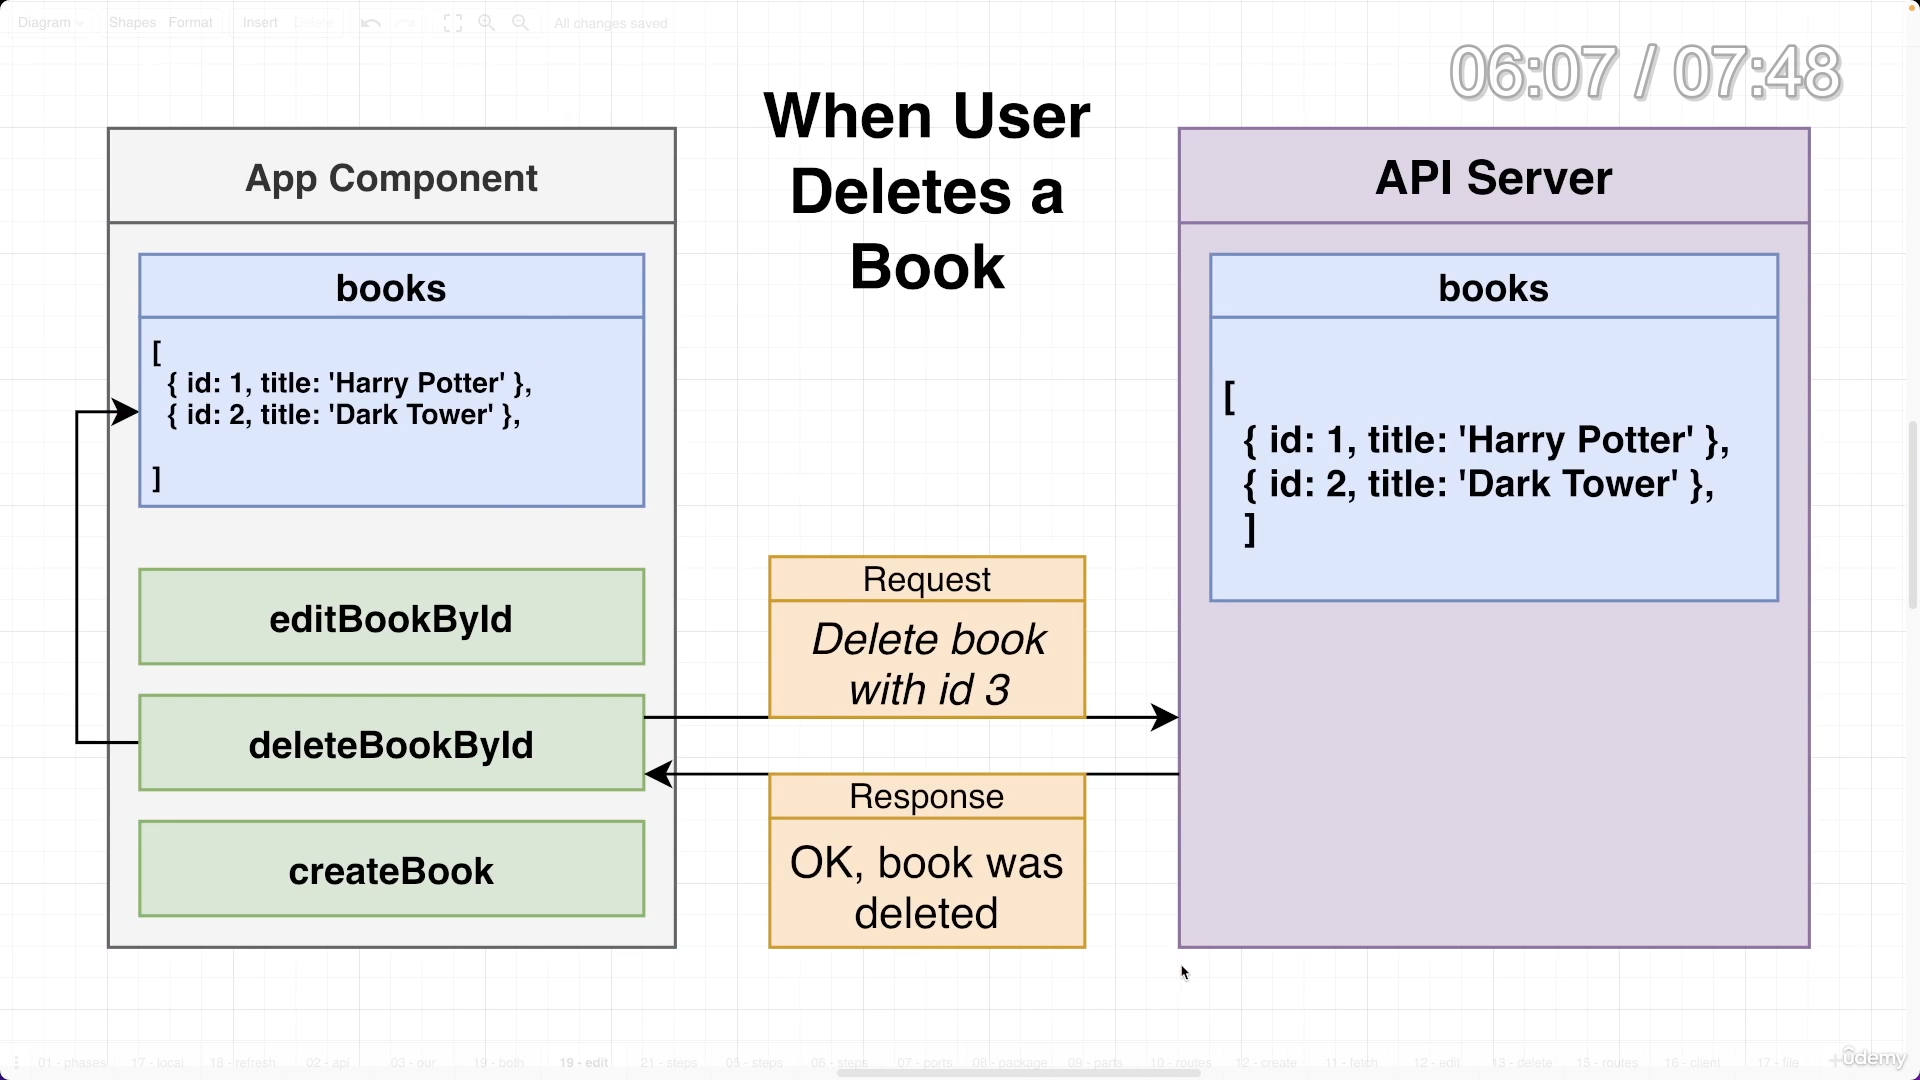 Diagram
Shapes
Format
Insert
Delete
All changes saved
06:07 / 07:48
When User
Deletes a
Book
App Component
books
[
{ id: 1, title: 'Harry Potter' },
{ id: 2, title: 'Dark Tower' },
]
editBookById
deleteBookById
createBook
Request
Delete book
with id 3
Response
OK, book was
deleted
API Server
books
[
{ id: 1, title: 'Harry Potter' },
{ id: 2, title: 'Dark Tower' },
]
01 - phases
17 - local
18 - refresh
02 - api
03 - our
19 - both
19 - edit
21 - steps
05 - steps
06 - steps
07 - ports
08 - package
09 - parts
10 - routes
12 - create
11 - fetch
12 - edit
13 - delete
15 - routes
16 - client
17 - file
ûdemy